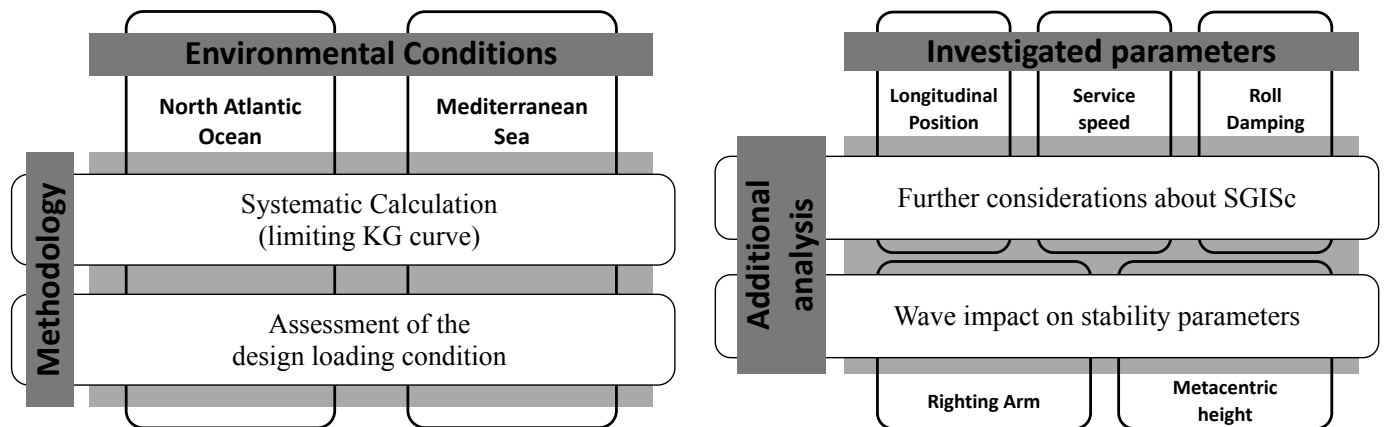 Environmental Conditions
North Atlantic
Ocean
Mediterranean
Sea
Methodology
Systematic Calculation
(limiting KG curve)
Assessment of the
design loading condition
Investigated parameters
Longitudinal
Position
Service
speed
Roll
Damping
Additional
analysis
Further considerations about SGISc
Wave impact on stability parameters
Righting Arm
Metacentric
height